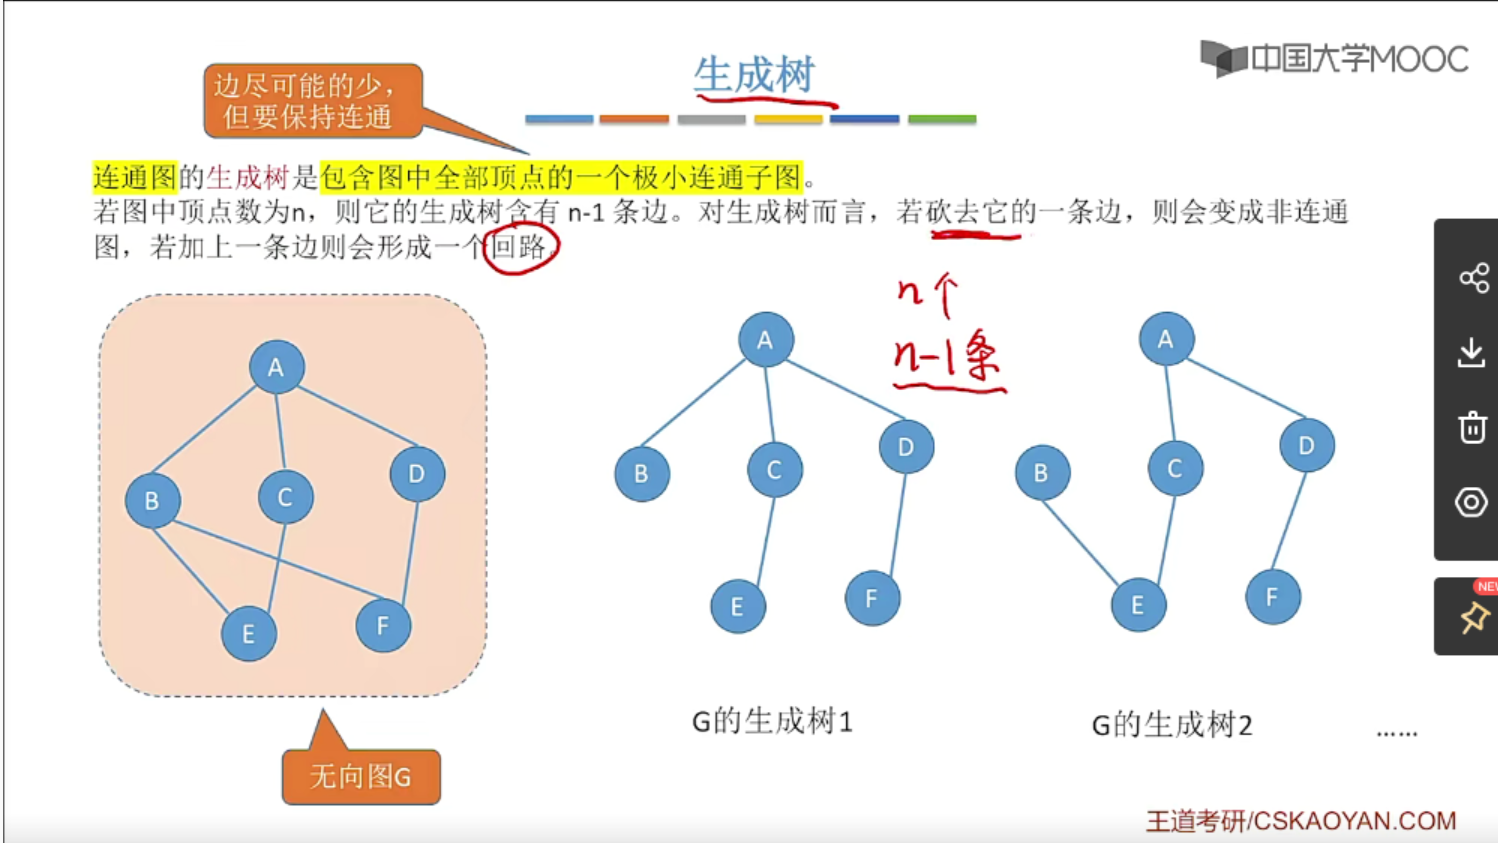 生成树
中国大学MOOC
边尽可能的少，
但要保持连通
连通图的生成树是包含图中全部顶点的一个极小连通子图。
若图中顶点数为n，则它的生成树含有 n-1 条边。对生成树而言，若砍去它的一条边，则会变成非连通
图，若加上一条边则会形成一个回路。
n个
n-1条
A
B
C
D
E
F
无向图G
A
B
C
D
E
F
G的生成树1
A
B
C
D
E
F
G的生成树2
......
NEW
王道考研/CSKAOYAN.COM